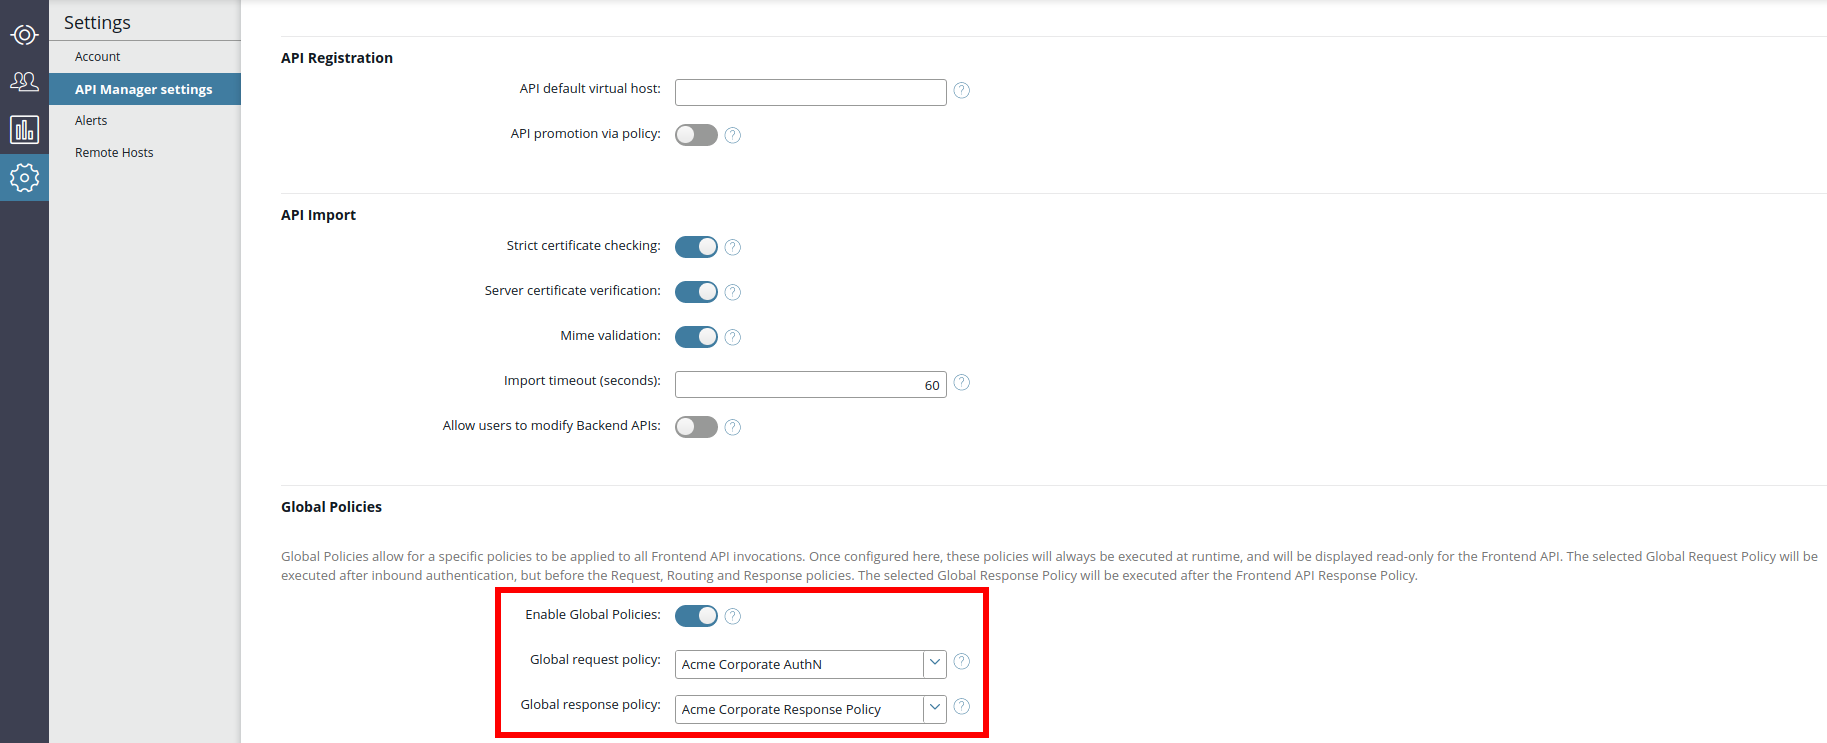 Settings
Account
API Manager settings
Alerts
Remote Hosts
API Registration
API default virtual host:
?
API promotion via policy:
?
API Import
Strict certificate checking:
?
Server certificate verification:
?
Mime validation:
?
Import timeout (seconds):
60
?
Allow users to modify Backend APIs:
?
Global Policies
Global Policies allow for a specific policies to be applied to all Frontend API invocations. Once configured here, these policies will always be executed at runtime, and will be displayed read-only for the Frontend API. The selected Global Request Policy will be
executed after inbound authentication, but before the Request, Routing and Response policies. The selected Global Response Policy will be executed after the Frontend API Response Policy.
Enable Global Policies:
?
Global request policy:
Acme Corporate AuthN
?
Global response policy:
Acme Corporate Response Policy
?